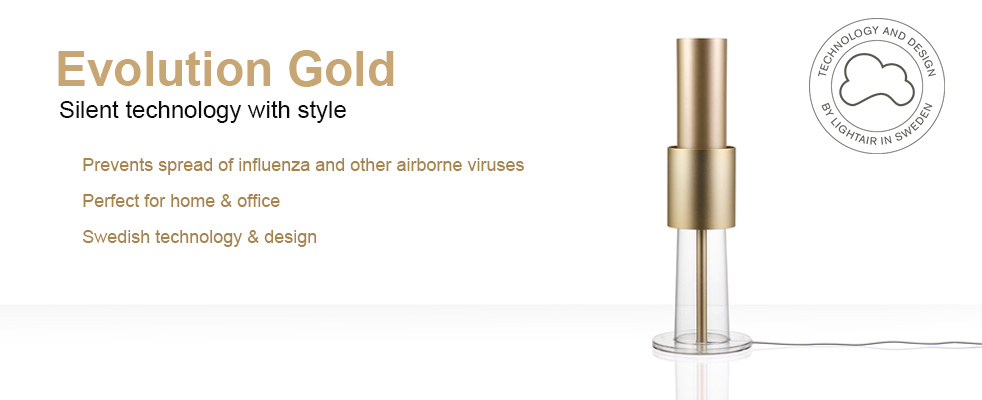 Evolution Gold
Silent technology with style
Prevents spread of influenza and other airborne viruses
Perfect for home & office
Swedish technology & design
TECHNOLOGY AND DESIGN
BY LIGHTAIR IN SWEDEN